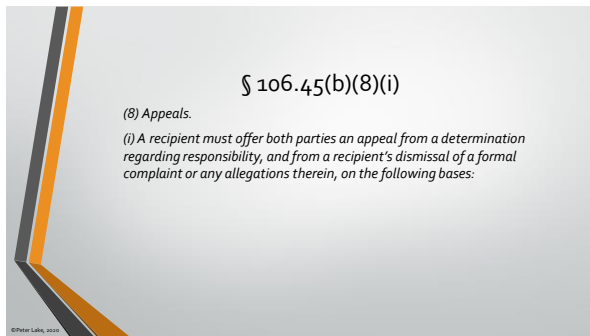 § 106.45(b)(8)(i)
(8) Appeals.
(i) A recipient must offer both parties an appeal from a determination
regarding responsibility, and from a recipient's dismissal of a formal
complaint or any allegations therein, on the following bases:
©Peter Lake, 2020